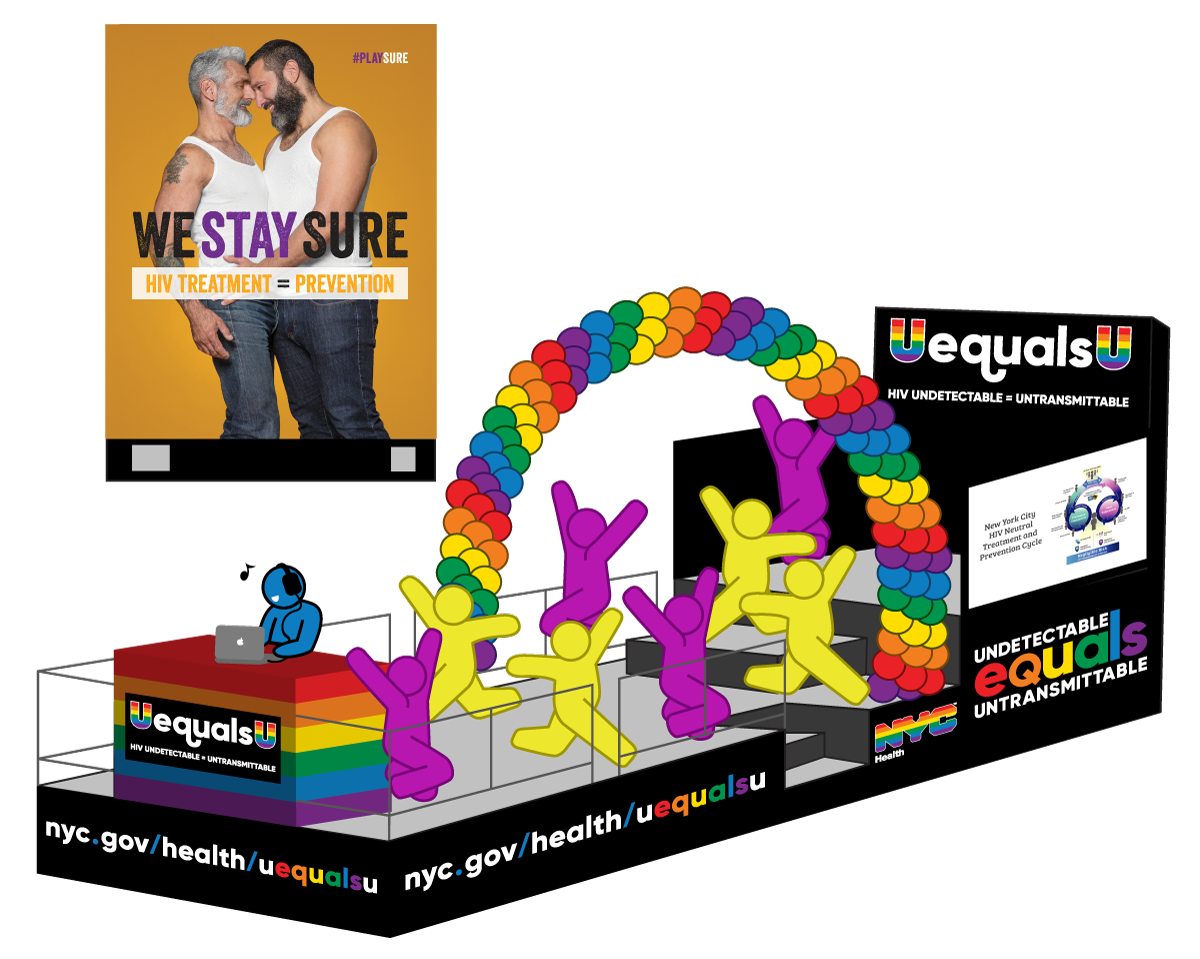 #PLAYSURE
WE STAY SURE
HIV TREATMENT = PREVENTION
UequalsU
HIV UNDETECTABLE = UNTRANSMITTABLE
New York City
HIV Neutral
Treatment and
Prevention Cycle
UNDETECTABLE
equals
UNTRANSMITTABLE
NYC
Health
UequalsU
HIV UNDETECTABLE = UNTRANSMITTABLE
nyc.gov/health/uequalsu
nyc.gov/health/uequalsu